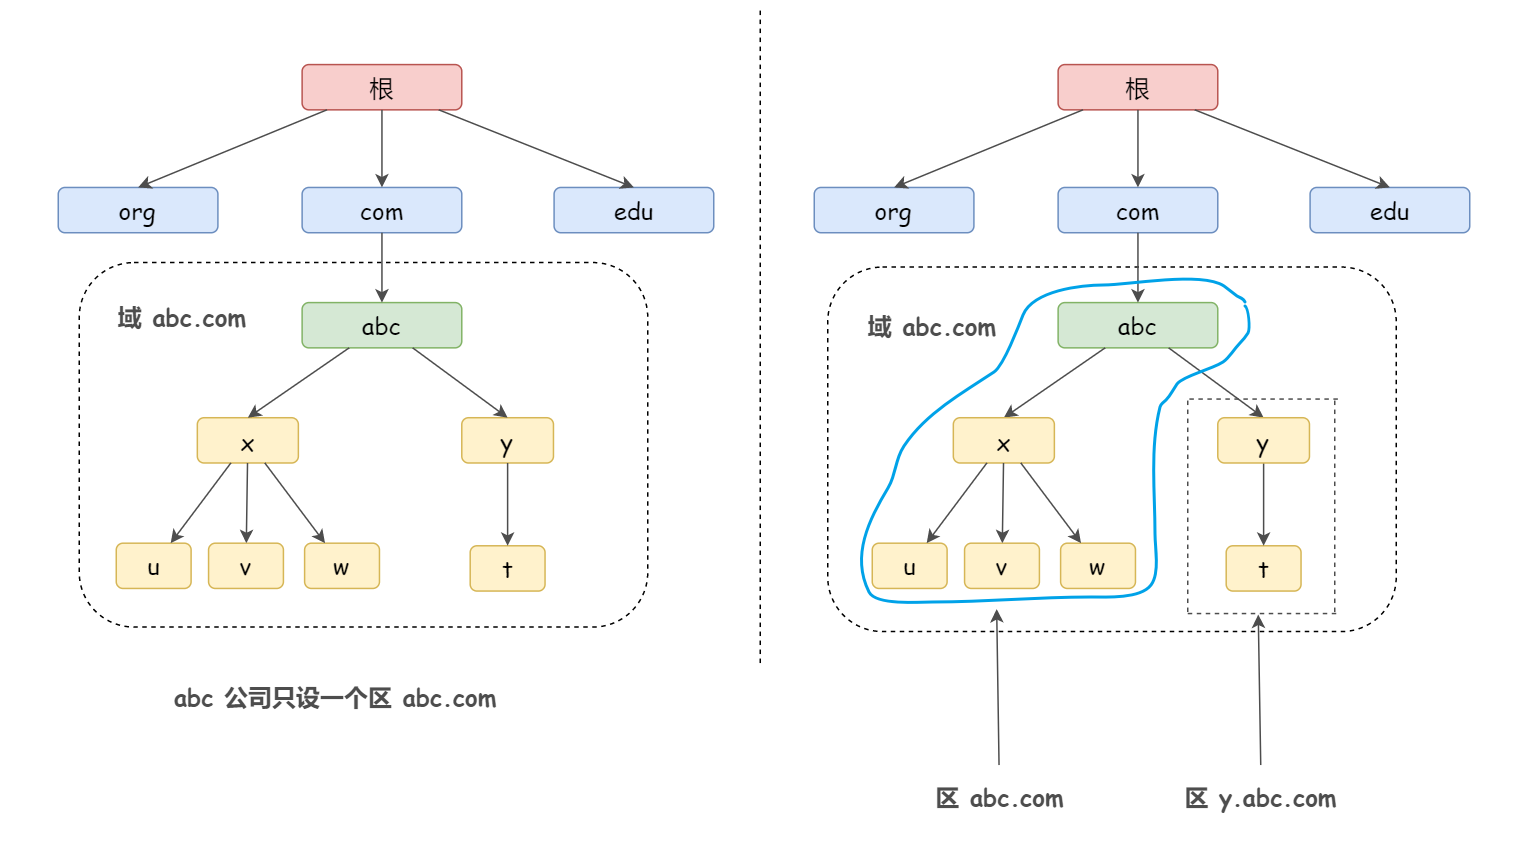 根
org
com
edu
域 abc.com
abc
x
y
u
v
w
t
abc 公司只设一个区 abc.com
根
org
com
edu
域 abc.com
abc
x
y
u
v
w
t
区 abc.com
区 y.abc.com